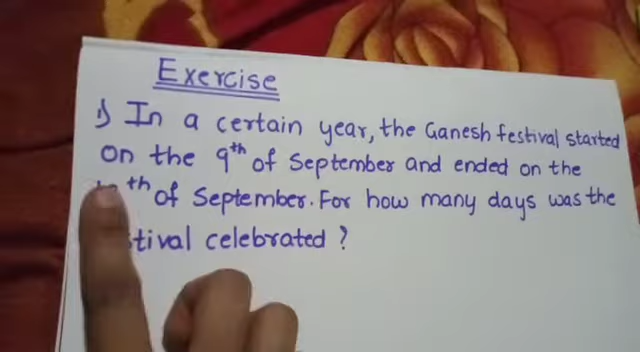 Exercise
1) In a certain year, the Ganesh festival started
on the 9th of September and ended on the
th of September. For how many days was the
tival celebrated ?